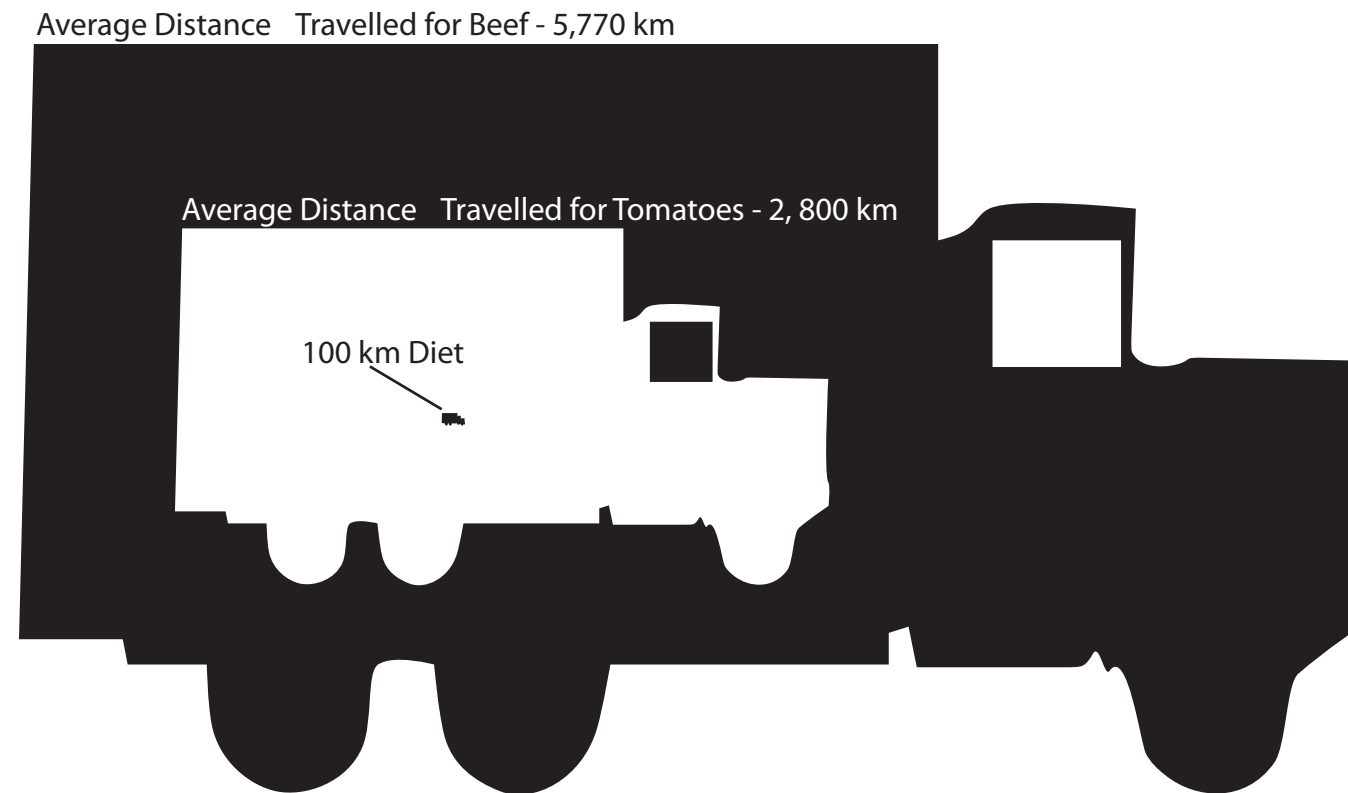 Average Distance Travelled for Beef - 5,770 km
Average Distance Travelled for Tomatoes - 2, 800 km
100 km Diet